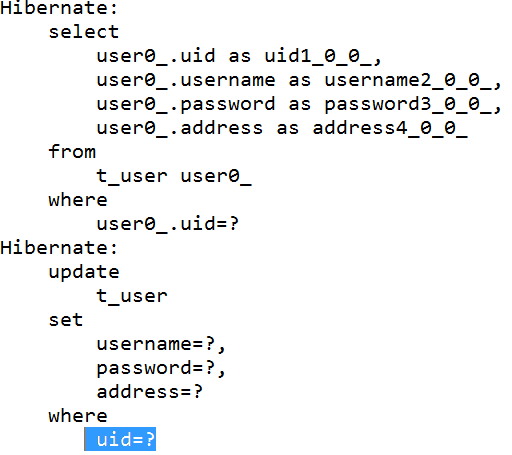 Hibernate:
    select
        user0_.uid as uid1_0_0_,
        user0_.username as username2_0_0_,
        user0_.password as password3_0_0_,
        user0_.address as address4_0_0_
    from
        t_user user0_
    where
        user0_.uid=?
Hibernate:
    update
        t_user
    set
        username=?,
        password=?,
        address=?
    where
        uid=?